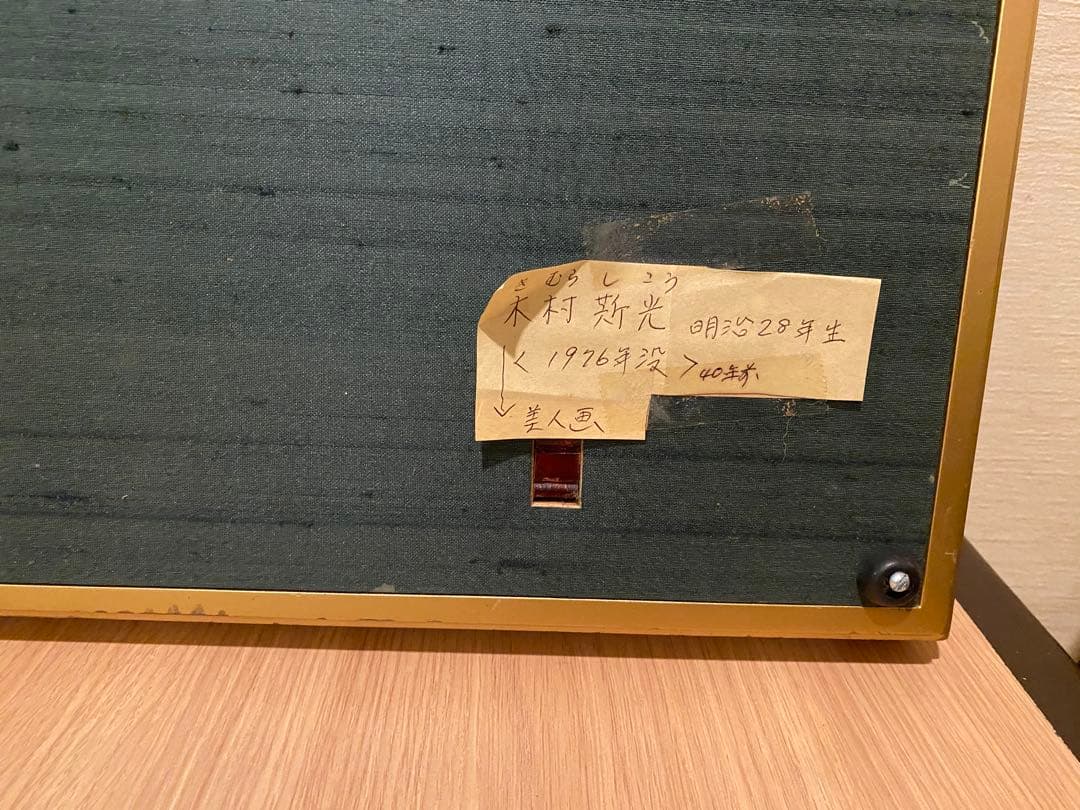 きむらしこう
木村斯光 明治28年生
<1976年没> 40年前
美人画